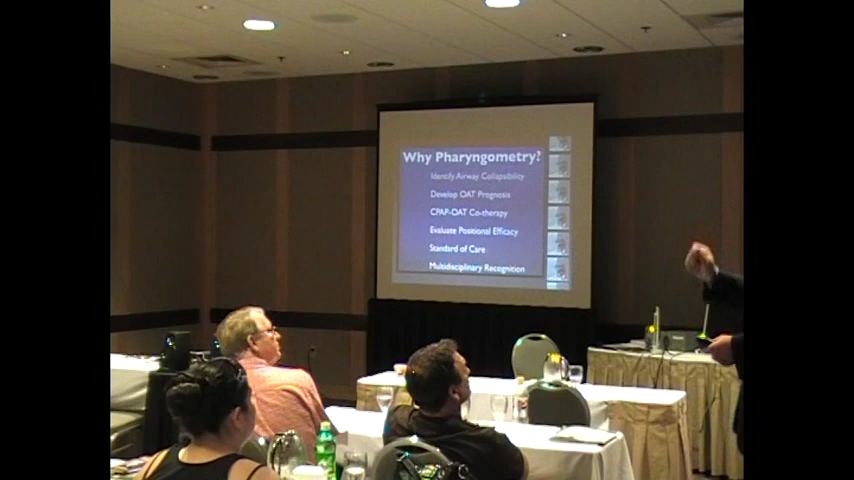 Why Pharyngometry?
Identify Airway Collapsibility
Develop OAT Prognosis
CPAP-OAT Co-therapy
Evaluate Positional Efficacy
Standard of Care
Multidisciplinary Recognition